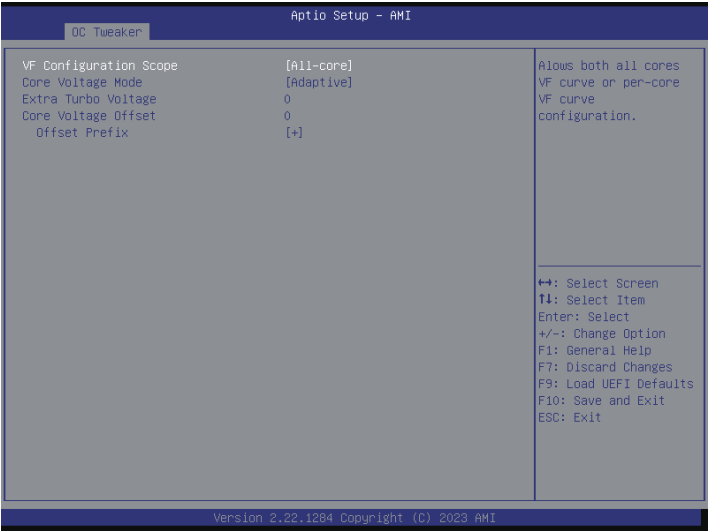 Aptio Setup – AMI
OC Tweaker
VF Configuration Scope [All-core]
Core Voltage Mode [Adaptive]
Extra Turbo Voltage 0
Core Voltage Offset 0
Offset Prefix [+]
Alows both all cores
VF curve or per-core
VF curve
configuration.
↔: Select Screen
↑↓: Select Item
Enter: Select
+/-: Change Option
F1: General Help
F7: Discard Changes
F9: Load UEFI Defaults
F10: Save and Exit
ESC: Exit
Version 2.22.1284 Copyright (C) 2023 AMI